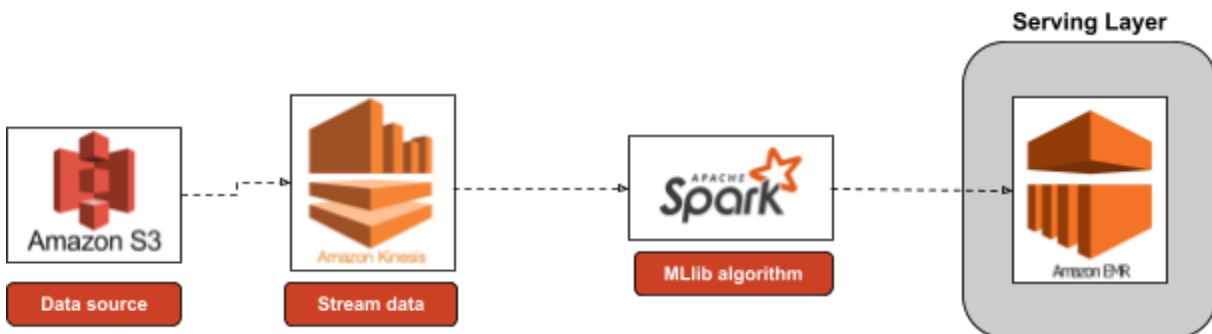 Serving Layer
Amazon S3
Data source
Amazon Kinesis
Stream data
APACHE
Spark
MLlib algorithm
Amazon EMR